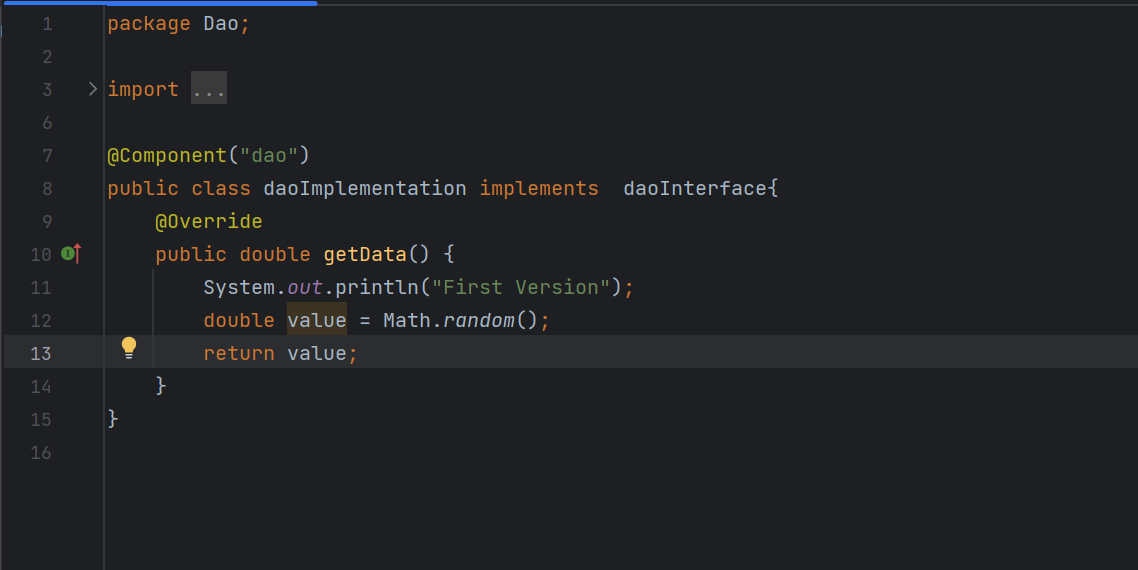 1 package Dao;
2
3 import ...
6
7 @Component("dao")
8 public class daoImplementation implements  daoInterface{
9     @Override
10     public double getData() {
11         System.out.println("First Version");
12         double value = Math.random();
13         return value;
14     }
15 }
16